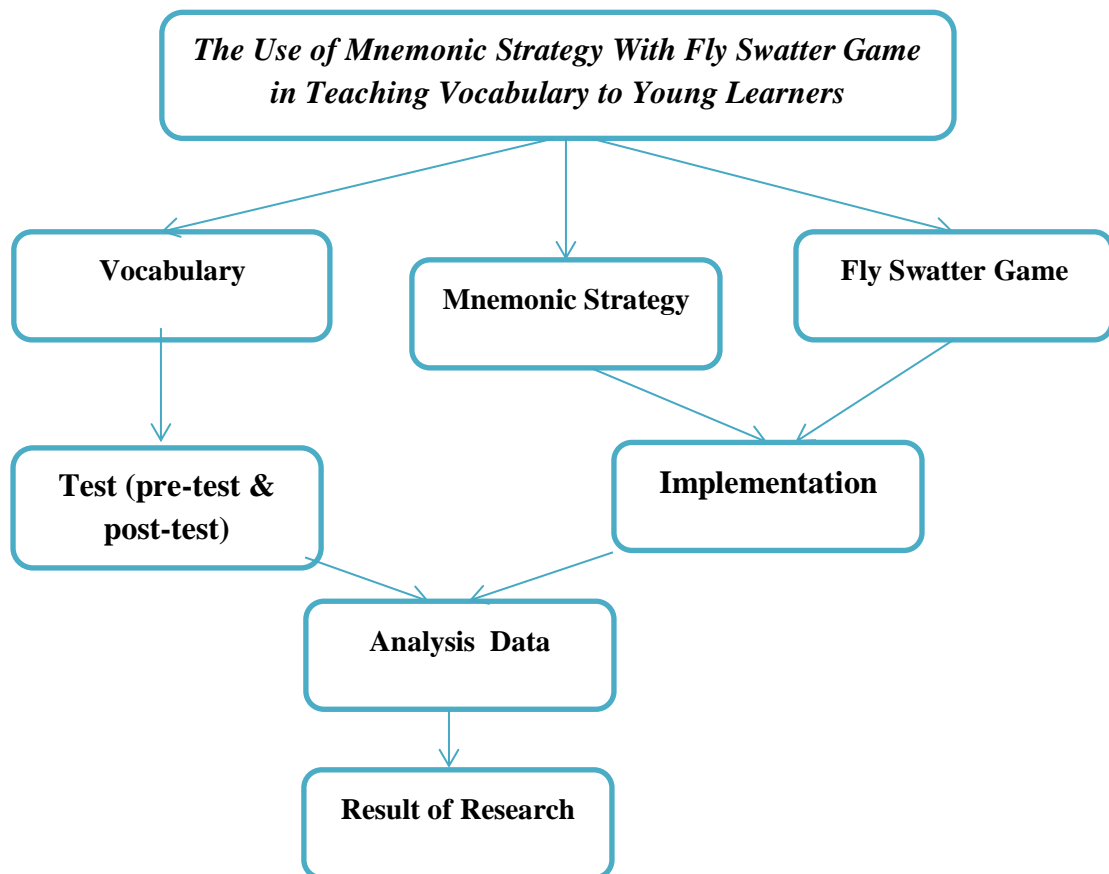 The Use of Mnemonic Strategy With Fly Swatter Game
in Teaching Vocabulary to Young Learners
Vocabulary
Mnemonic Strategy
Fly Swatter Game
Test (pre-test &
post-test)
Implementation
Analysis  Data
Result of Research